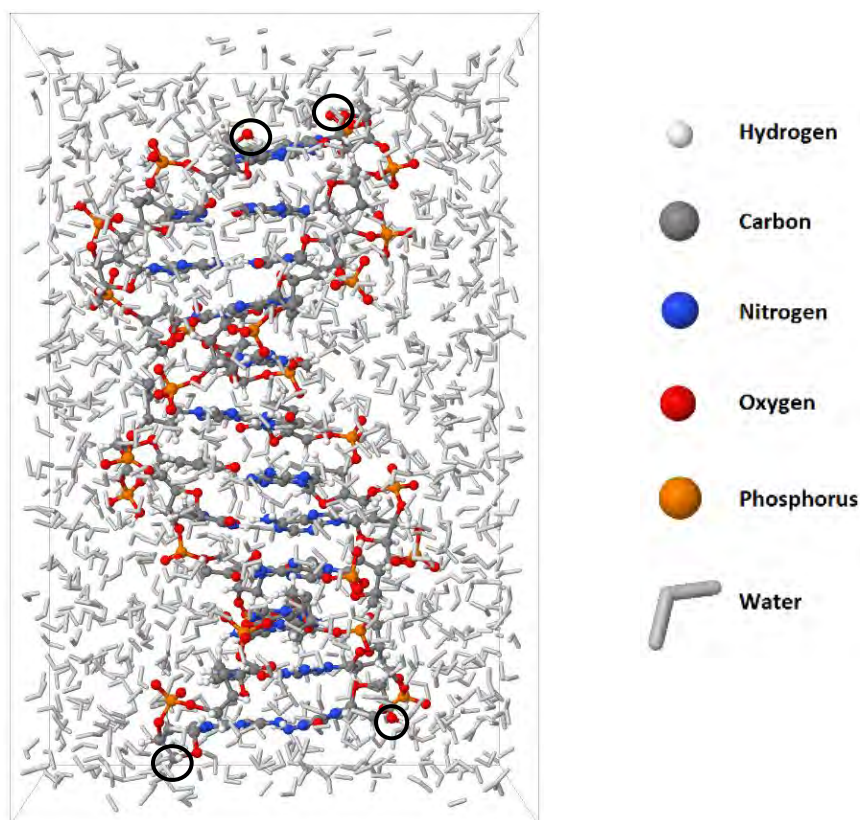 Hydrogen
Carbon
Nitrogen
Oxygen
Phosphorus
Water